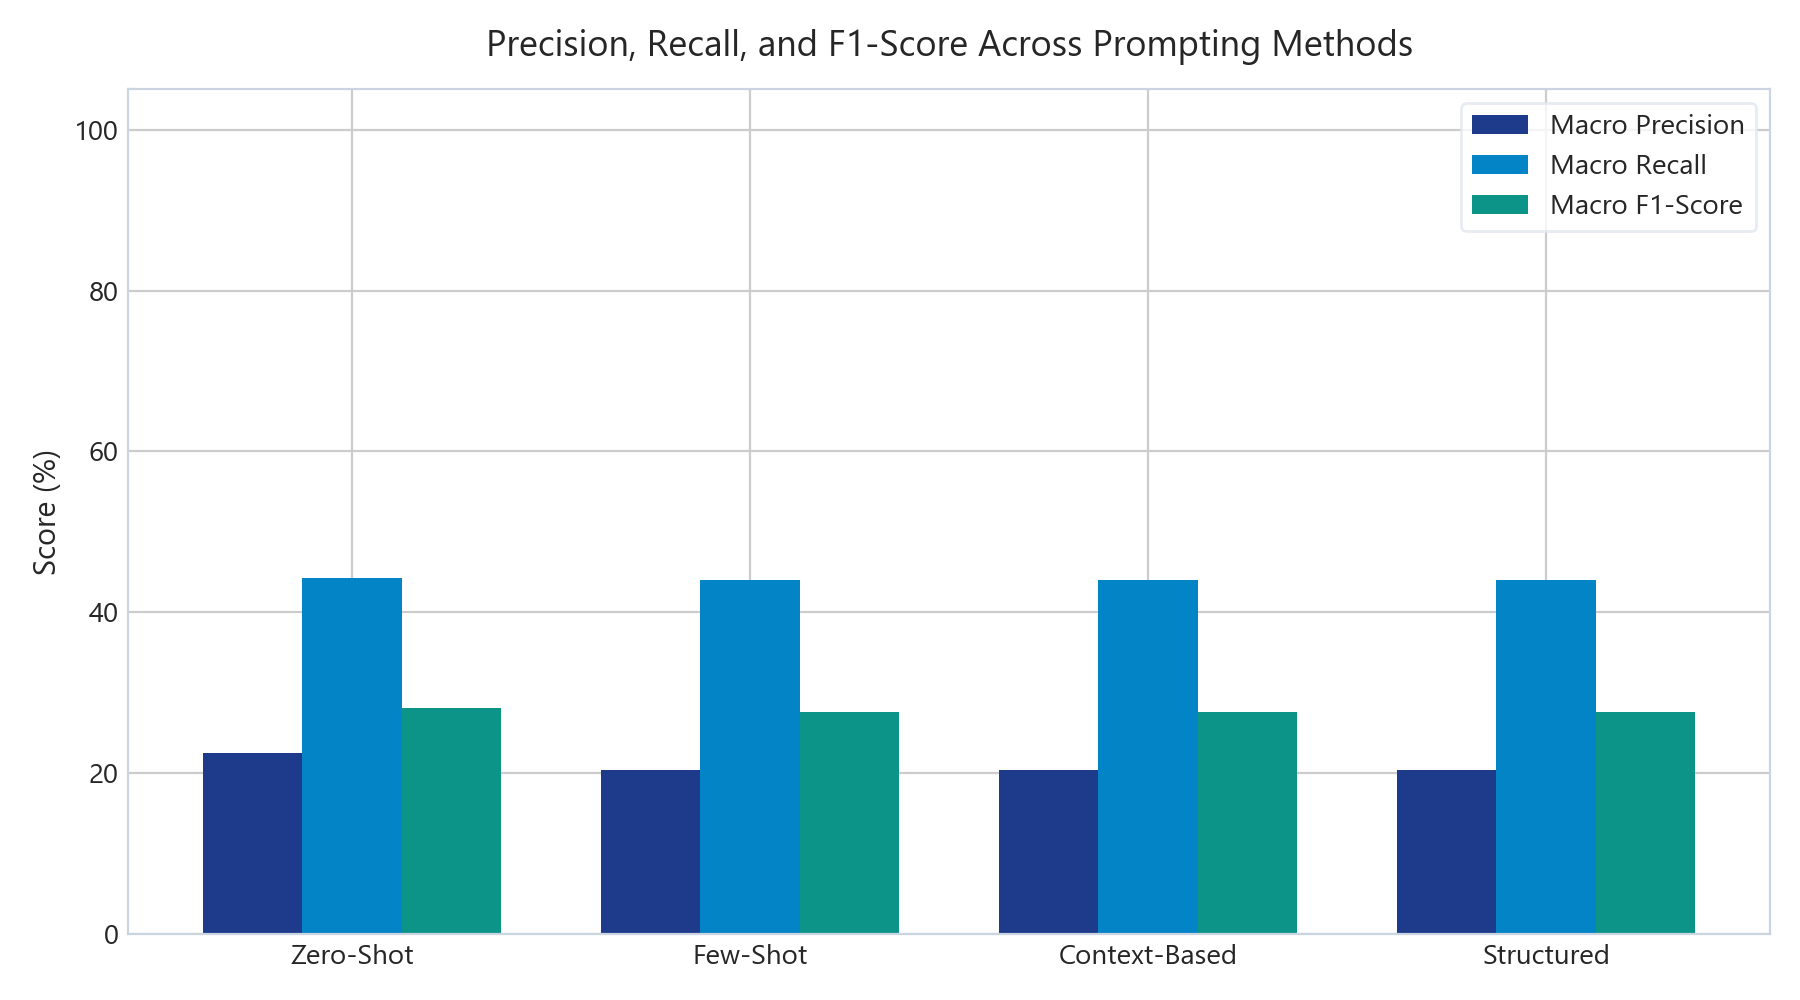 Precision, Recall, and F1-Score Across Prompting Methods
Macro Precision
Macro Recall
Macro F1-Score
Score (%)
100
80
60
40
20
0
Zero-Shot
Few-Shot
Context-Based
Structured